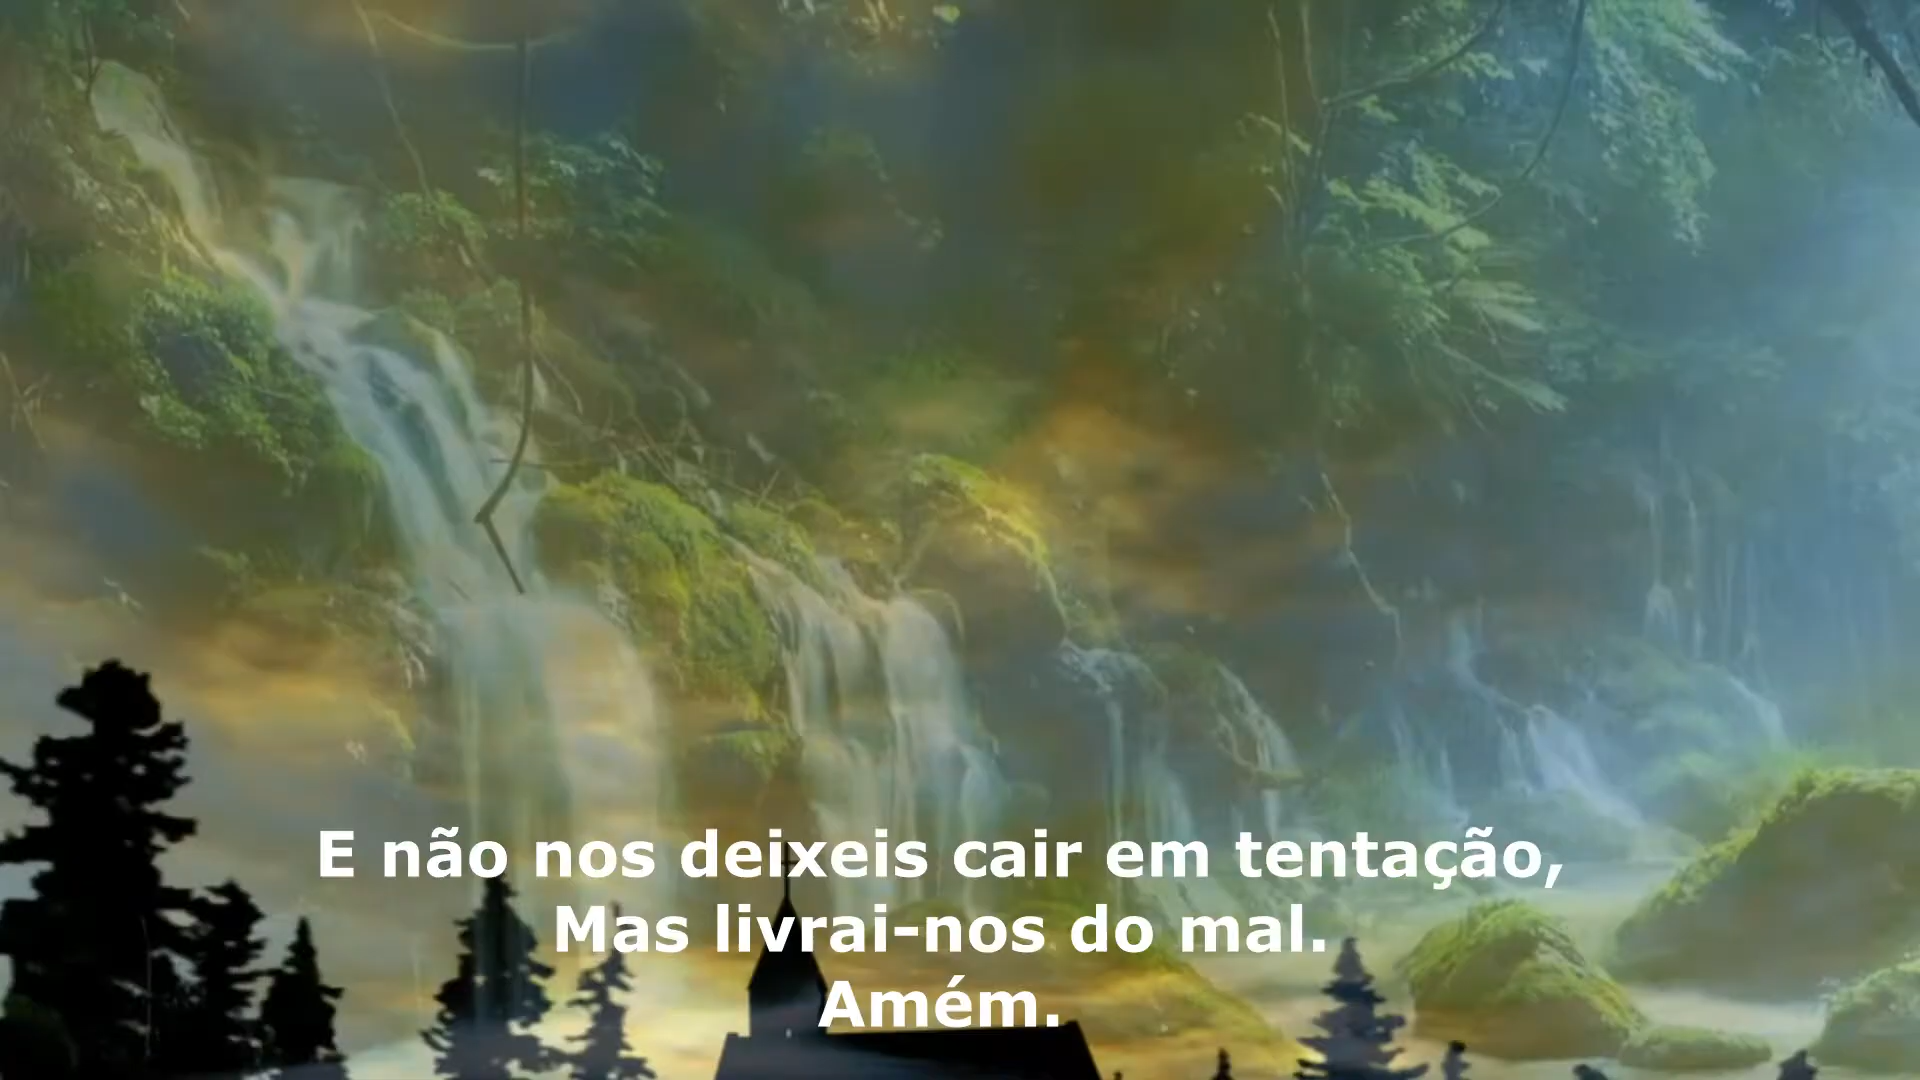 E não nos deixeis cair em tentação,
Mas livrai-nos do mal.
Amém.